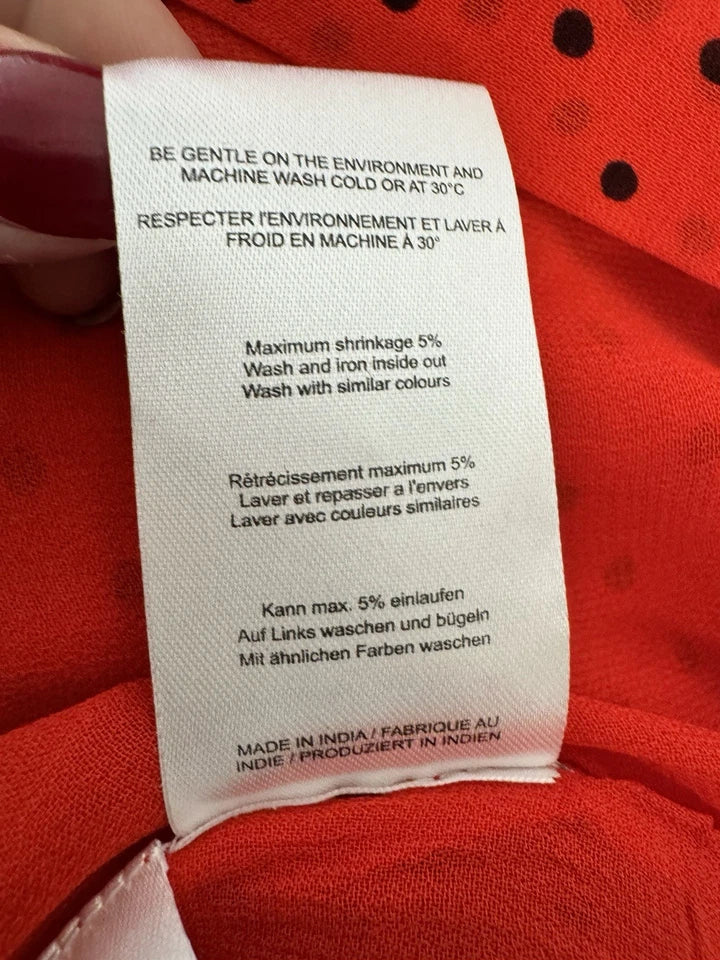 BE GENTLE ON THE ENVIRONMENT AND
MACHINE WASH COLD OR AT 30°C
RESPECTER l'ENVIRONNEMENT ET LAVER À
FROID EN MACHINE À 30°
Maximum shrinkage 5%
Wash and iron inside out
Wash with similar colours
Rétrécissement maximum 5%
Laver et repasser a l'envers
Laver avec couleurs similaires
Kann max. 5% einlaufen
Auf Links waschen und bügeln
Mit ähnlichen Farben waschen
MADE IN INDIA / FABRIQUE AU
INDIE / PRODUZIERT IN INDIEN